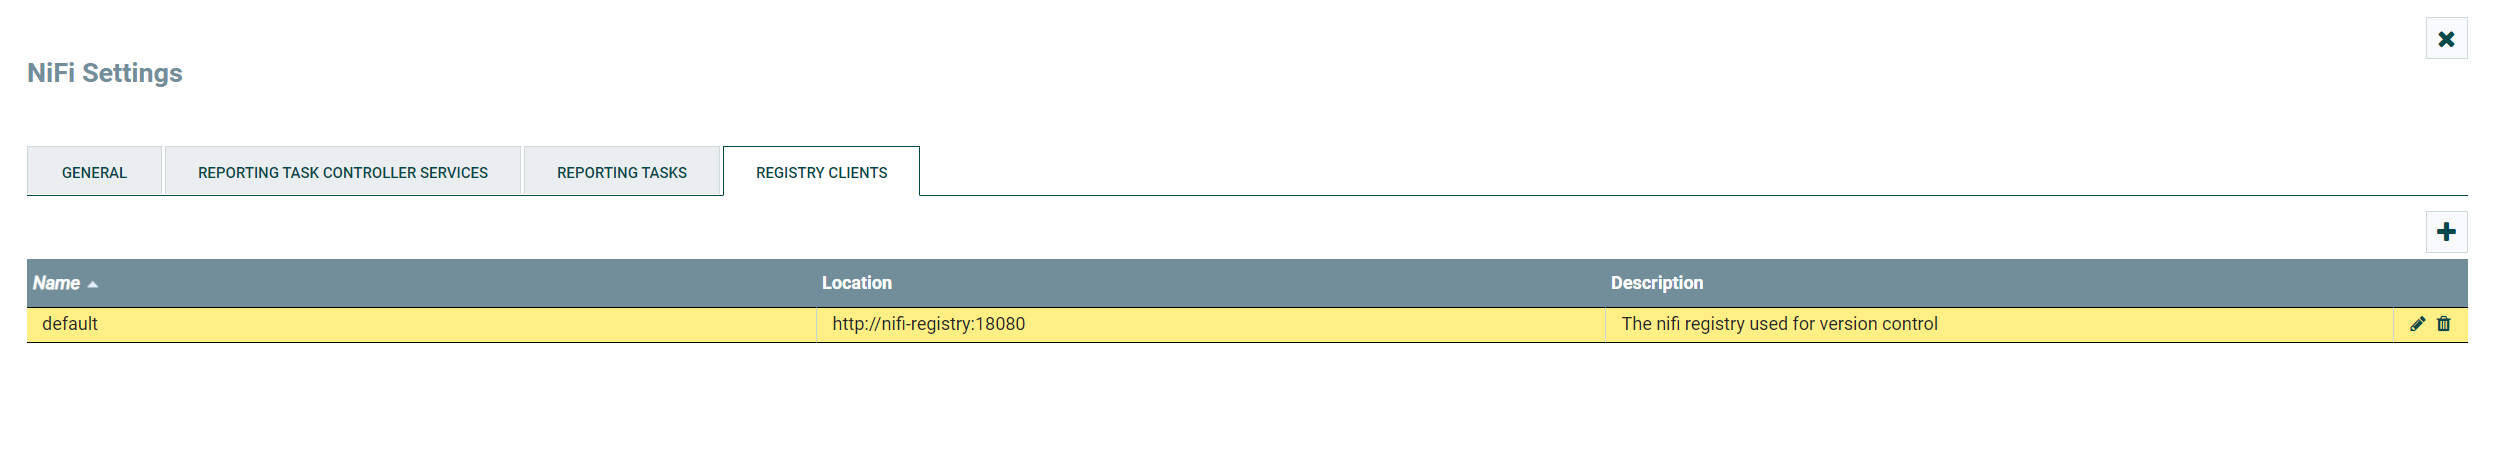 NiFi Settings
GENERAL REPORTING TASK CONTROLLER SERVICES REPORTING TASKS REGISTRY CLIENTS
Name Location Description
default http://nifi-registry:18080 The nifi registry used for version control